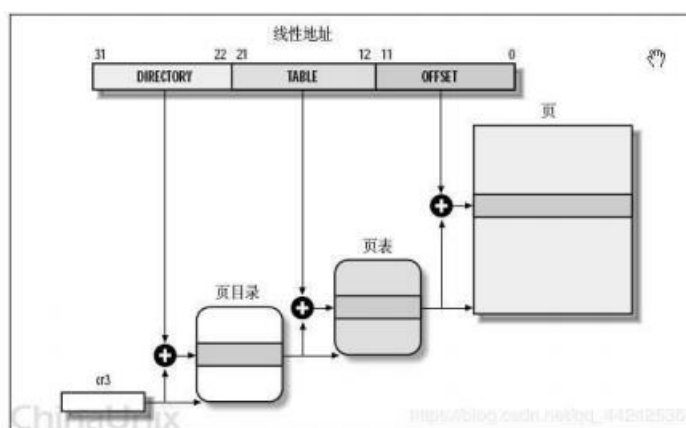 线性地址
31 22 21 12 11 0
DIRECTORY TABLE OFFSET
页
页表
页目录
cr3
ChinaUnix
https://blog.csdn.net/qq_44242536